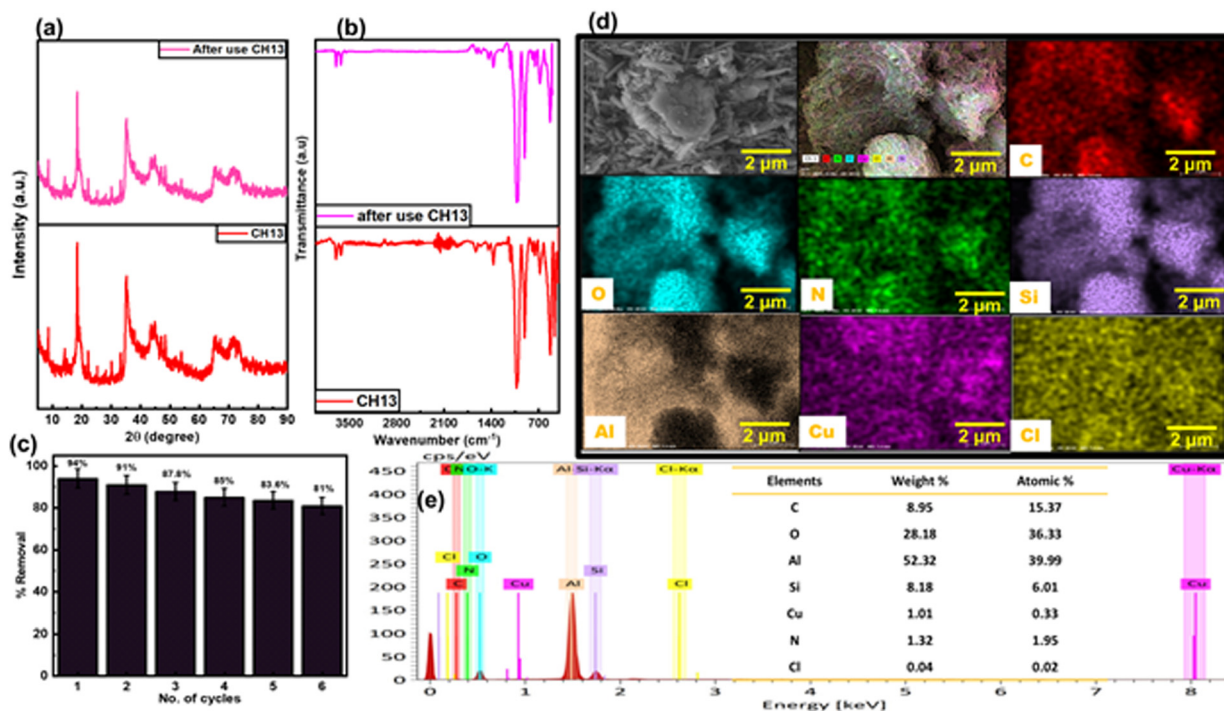 (a)
After use CH13
CH13
Intensity (a.u.)
10 20 30 40 50 60 70 80 90
2θ (degree)
(b)
after use CH13
CH13
Transmittance (a.u)
3500 2800 2100 1400 700
Wavenumber (cm-1)
(c)
94% 91% 87.8% 85% 83.6% 81%
100
80
60
40
20
0
% Removal
1 2 3 4 5 6
No. of cycles
(d)
2 µm
2 µm
2 µm
C
2 µm
O
2 µm
N
2 µm
Si
2 µm
Al
2 µm
Cu
2 µm
Cl
(e)
cps/eV
450
400
350
300
250
200
150
100
50
0
N O-K Al Si-Kα Cl-Kα Cu-Kα
Cl O
N Si
C Cu Al Cl Cu
0 1 2 3 4 5 6 7 8
Energy [keV]
Elements Weight % Atomic %
C 8.95 15.37
O 28.18 36.33
Al 52.32 39.99
Si 8.18 6.01
Cu 1.01 0.33
N 1.32 1.95
Cl 0.04 0.02